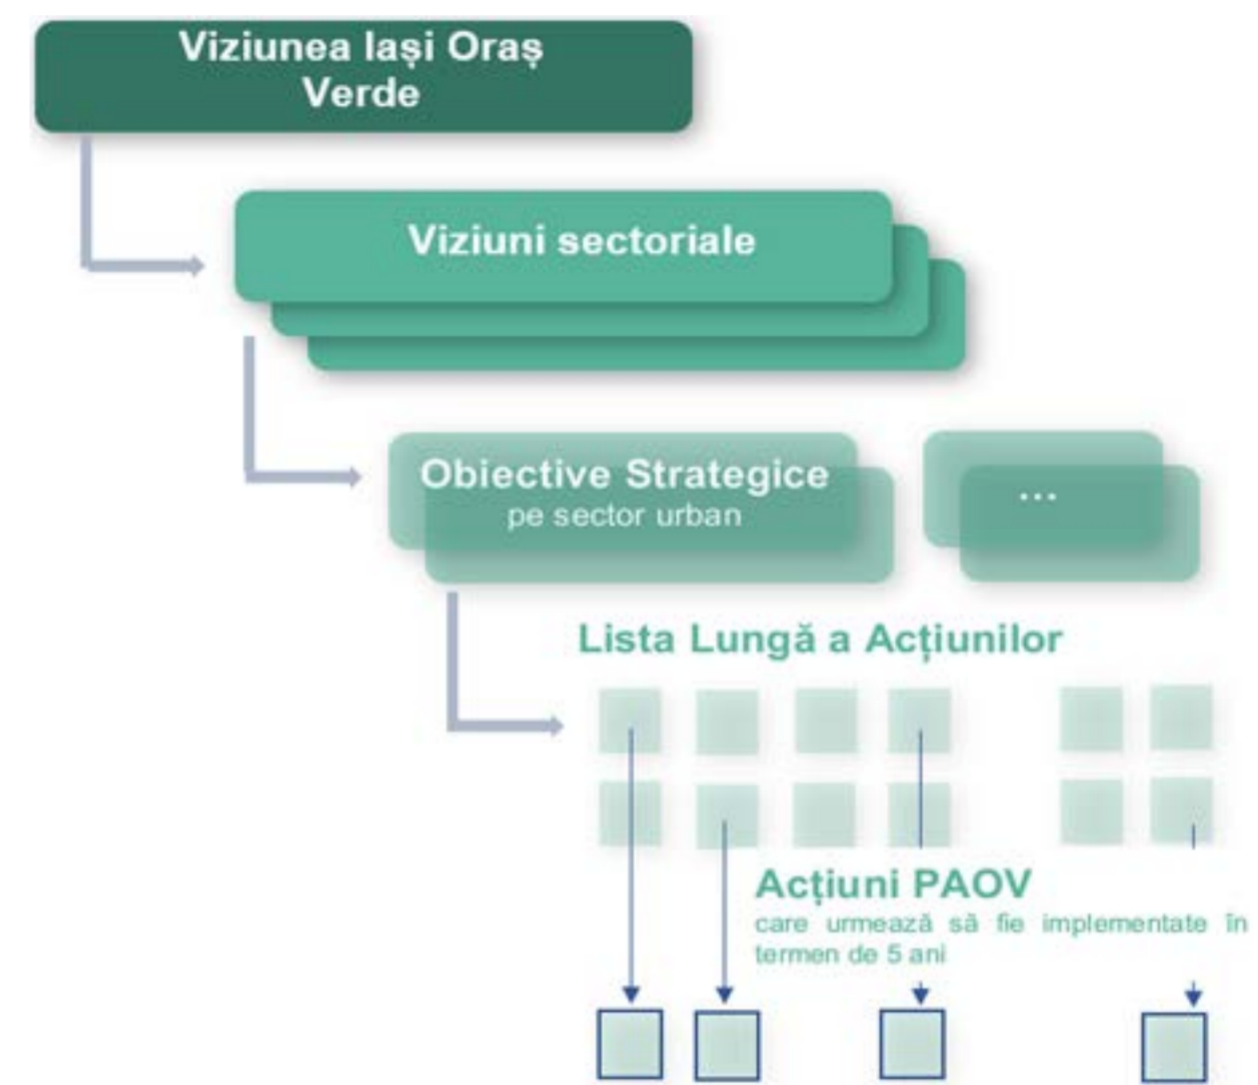 Viziunea Iași Oraș
Verde
Viziuni sectoriale
Obiective Strategice
pe sector urban
...
Lista Lungă a Acțiunilor
Acțiuni PAOV
care urmează să fie implementate în
termen de 5 ani